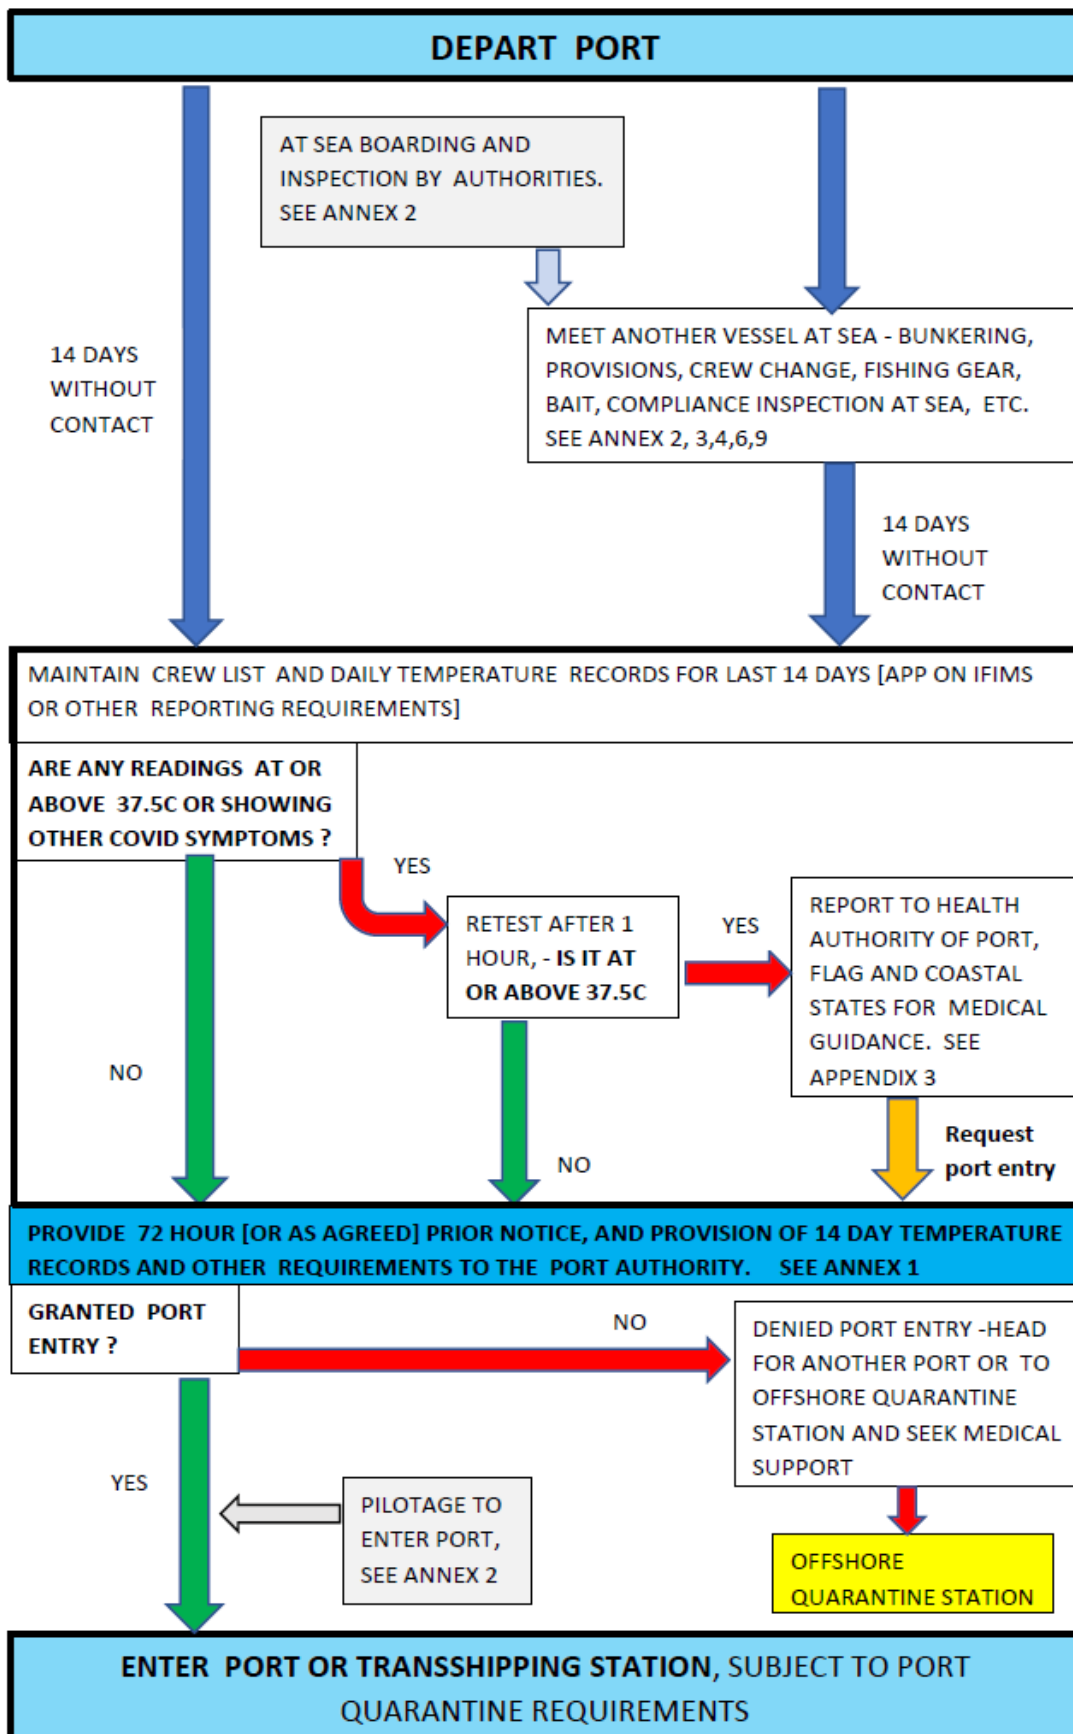 DEPART PORT
AT SEA BOARDING AND
INSPECTION BY AUTHORITIES.
SEE ANNEX 2
14 DAYS
WITHOUT
CONTACT
MEET ANOTHER VESSEL AT SEA - BUNKERING,
PROVISIONS, CREW CHANGE, FISHING GEAR,
BAIT, COMPLIANCE INSPECTION AT SEA, ETC.
SEE ANNEX 2, 3,4,6,9
14 DAYS
WITHOUT
CONTACT
MAINTAIN CREW LIST AND DAILY TEMPERATURE RECORDS FOR LAST 14 DAYS [APP ON IFIMS
OR OTHER REPORTING REQUIREMENTS]
ARE ANY READINGS AT OR
ABOVE 37.5C OR SHOWING
OTHER COVID SYMPTOMS ?
YES
RETEST AFTER 1
HOUR, - IS IT AT
OR ABOVE 37.5C
YES
REPORT TO HEALTH
AUTHORITY OF PORT,
FLAG AND COASTAL
STATES FOR MEDICAL
GUIDANCE. SEE
APPENDIX 3
NO
NO
Request
port entry
PROVIDE 72 HOUR [OR AS AGREED] PRIOR NOTICE, AND PROVISION OF 14 DAY TEMPERATURE
RECORDS AND OTHER REQUIREMENTS TO THE PORT AUTHORITY. SEE ANNEX 1
GRANTED PORT
ENTRY ?
NO
DENIED PORT ENTRY -HEAD
FOR ANOTHER PORT OR TO
OFFSHORE QUARANTINE
STATION AND SEEK MEDICAL
SUPPORT
YES
PILOTAGE TO
ENTER PORT,
SEE ANNEX 2
OFFSHORE
QUARANTINE STATION
ENTER PORT OR TRANSSHIPPING STATION, SUBJECT TO PORT
QUARANTINE REQUIREMENTS